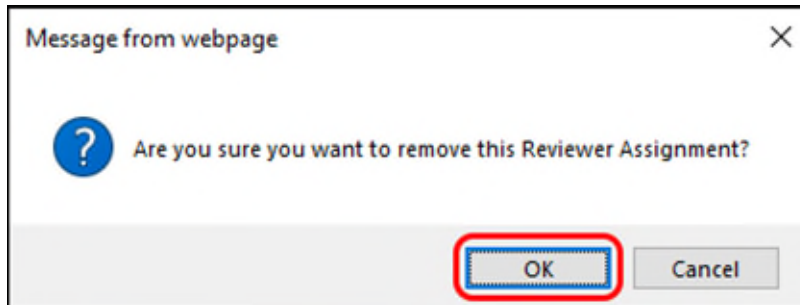 Message from webpage
?
Are you sure you want to remove this Reviewer Assignment?
OK
Cancel